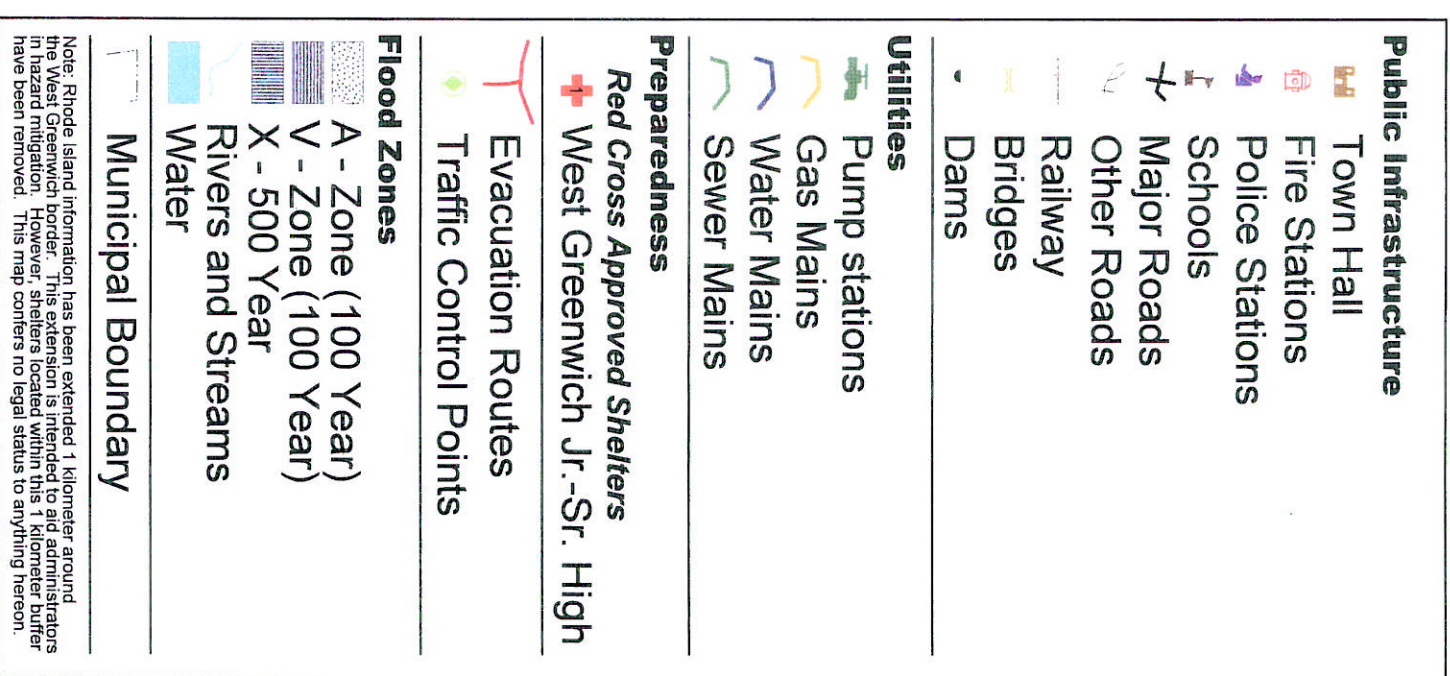 Public Infrastructure
Town Hall
Fire Stations
Police Stations
Schools
Major Roads
Other Roads
Railway
Bridges
Dams
Utilities
Pump stations
Gas Mains
Water Mains
Sewer Mains
Preparedness
Red Cross Approved Shelters
1 West Greenwich Jr.-Sr. High
Evacuation Routes
Traffic Control Points
Flood Zones
A - Zone (100 Year)
V - Zone (100 Year)
X - 500 Year
Rivers and Streams
Water
Municipal Boundary
Note: Rhode Island information has been extended 1 kilometer around
the West Greenwich border. This extension is intended to aid administrators
in hazard mitigation. However, shelters located within this 1 kilometer buffer
have been removed. This map confers no legal status to anything hereon.